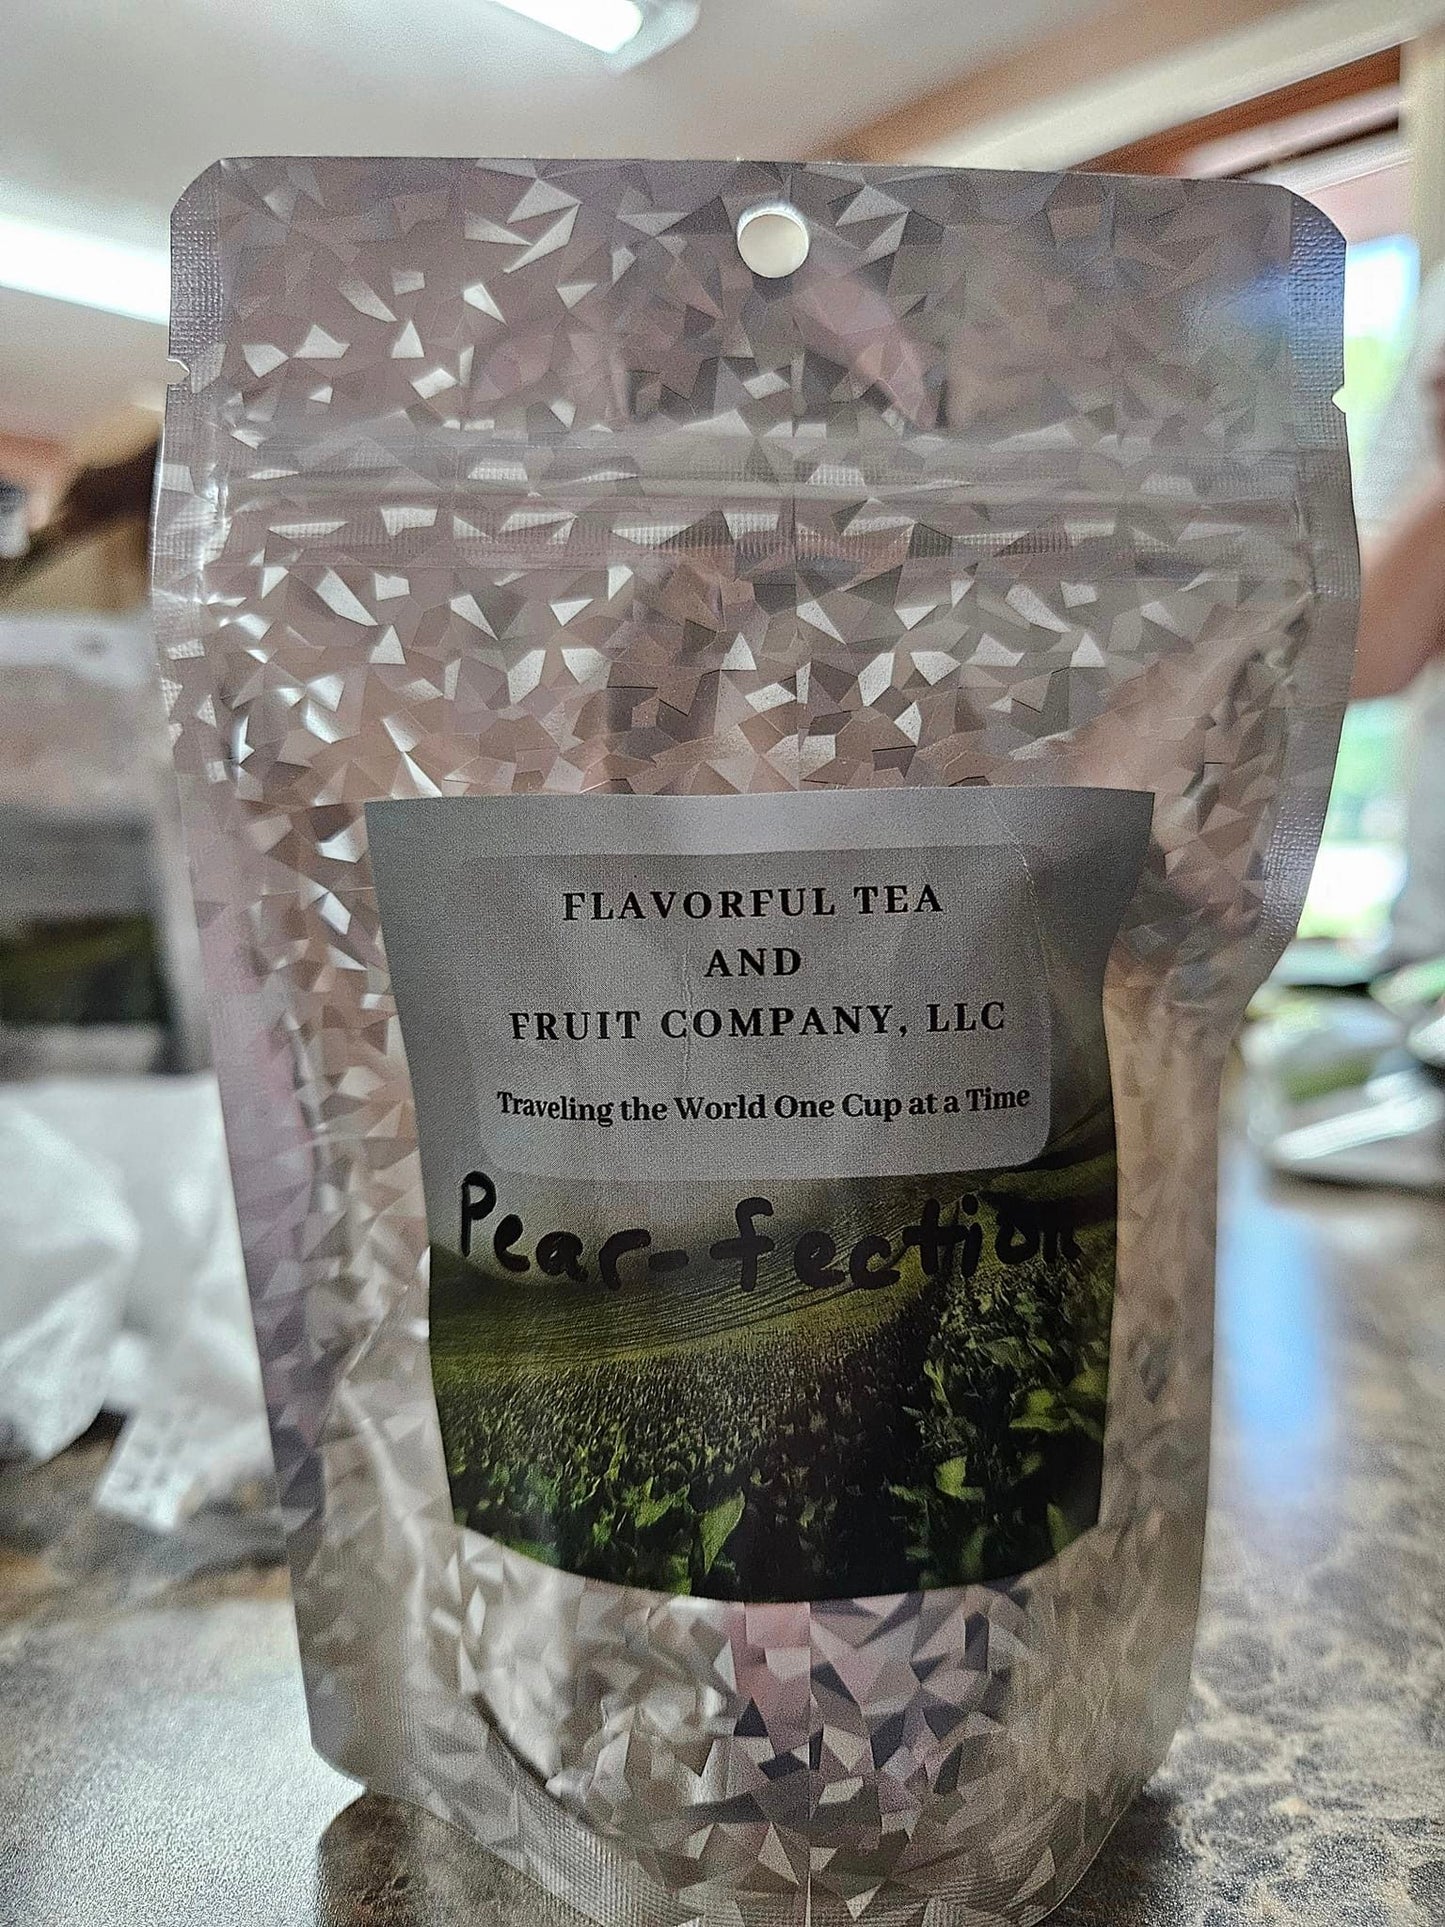 FLAVORFUL TEA
AND
FRUIT COMPANY, LLC
Traveling the World One Cup at a Time
Pear-fection